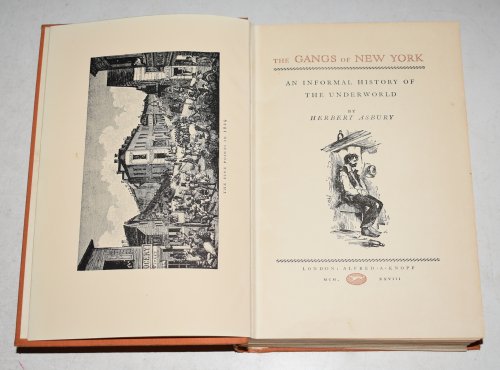 THE GANGS OF NEW YORK
AN INFORMAL HISTORY OF
THE UNDERWORLD
BY
HERBERT ASBURY
LONDON: ALFRED · A · KNOPF
MCM, XXVIII